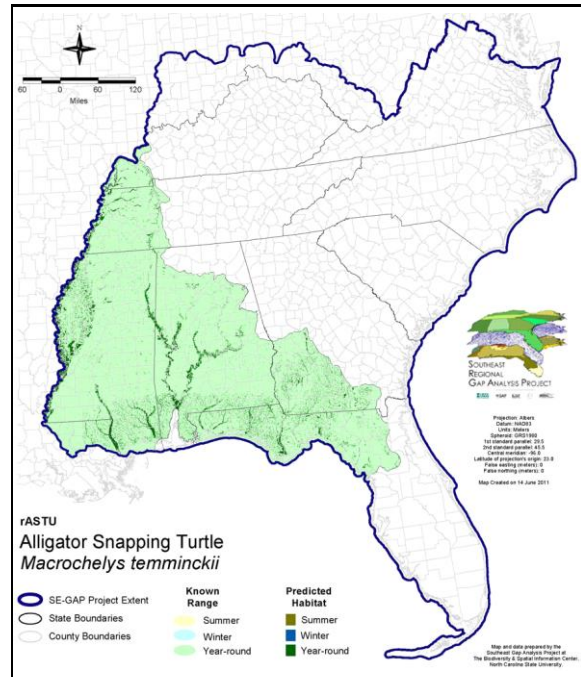 N
60 0 60 120
Miles
SOUTHEAST
REGIONAL
GAP ANALYSIS PROJECT
Projection: Albers
Datum: NAD83
Units: Meters
Spheroid: GRS1980
1st standard parallel: 29.5
2nd standard parallel: 45.5
Central meridian: -96.0
Latitude of projection's origin: 23.0
False easting (meters): 0
False northing (meters): 0
Map Created on 14 June 2011
rASTU
Alligator Snapping Turtle
Macrochelys temminckii
SE-GAP Project Extent
State Boundaries
County Boundaries
Known
Range
Summer
Winter
Year-round
Predicted
Habitat
Summer
Winter
Year-round
Map and data prepared by the
Southeast Gap Analysis Project at
The Biodiversity & Spatial Information Center,
North Carolina State University.